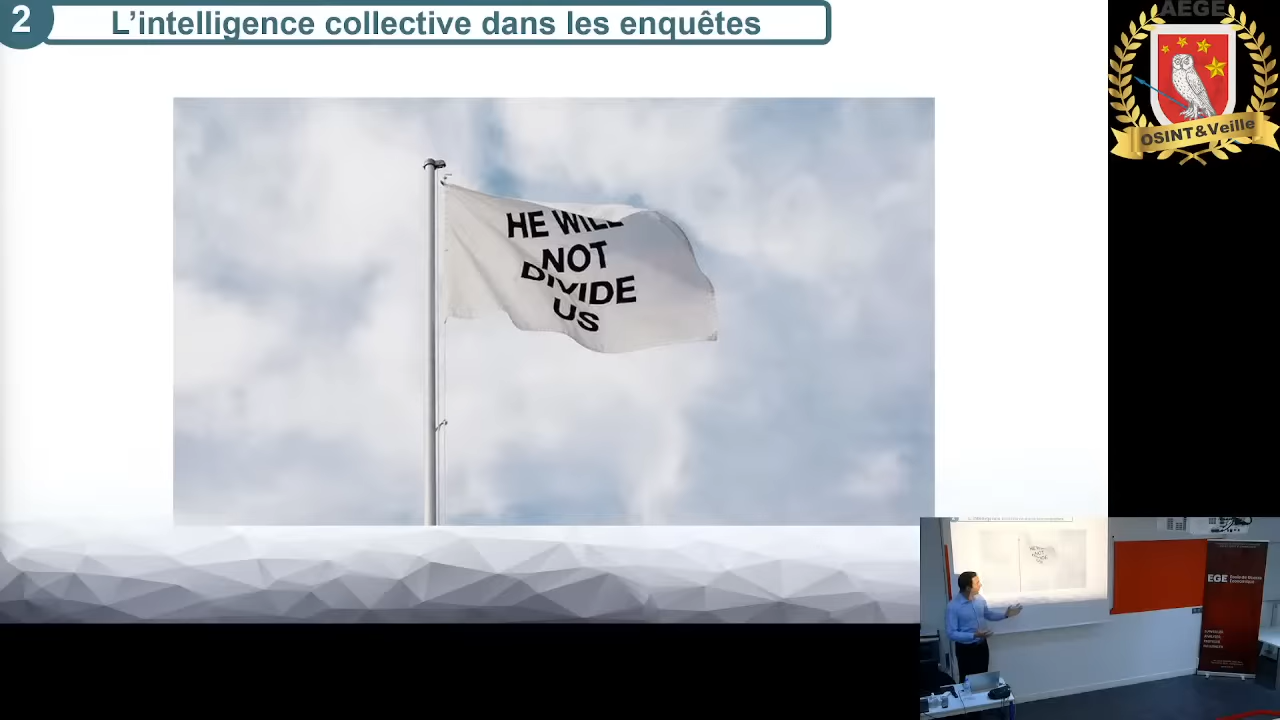 2
L’intelligence collective dans les enquêtes
AEGE
OSINT&Veille
HE WILL
NOT
DIVIDE
US
EGE